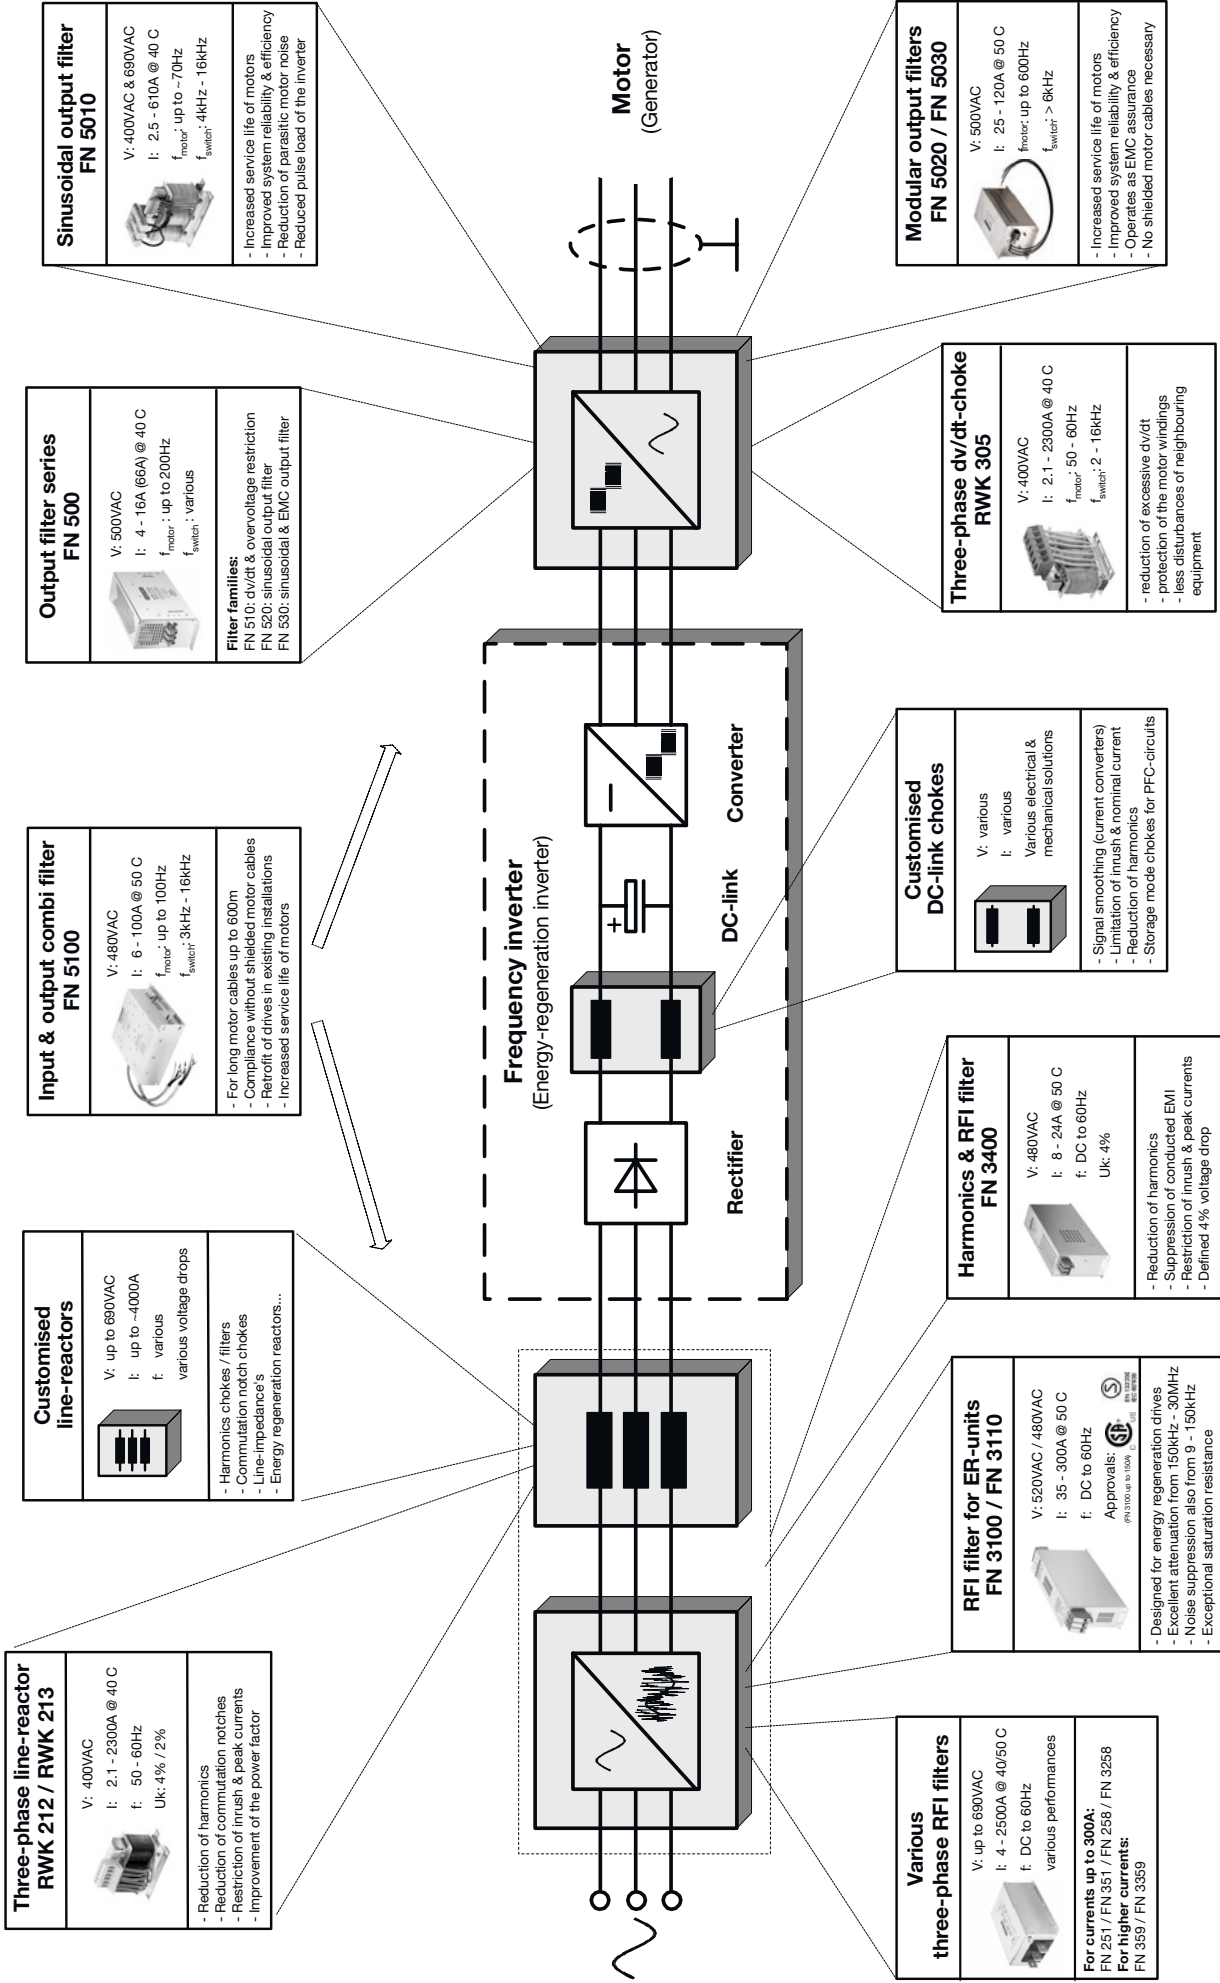 Three-phase line-reactor
RWK 212 / RWK 213
V: 400VAC
I: 2.1 - 2300A @ 40 C
f: 50 - 60Hz
Uk: 4% / 2%
- Reduction of harmonics
- Reduction of commutation notches
- Restriction of inrush & peak currents
- Improvement of the power factor
Customised
line-reactors
V: up to 690VAC
I: up to ~4000A
f: various
various voltage drops
- Harmonics chokes / filters
- Commutation notch chokes
- Line-impedance's
- Energy regeneration reactors...
Input & output combi filter
FN 5100
V: 480VAC
I: 6 - 100A @ 50 C
fmotor: up to 100Hz
fswitch: 3kHz - 16kHz
- For long motor cables up to 600m
- Compliance without shielded motor cables
- Retrofit of drives in existing installations
- Increased service life of motors
Output filter series
FN 500
V: 500VAC
I: 4 - 16A (66A) @ 40 C
fmotor : up to 200Hz
fswitch : various
Filter families:
FN 510: dv/dt & overvoltage restriction
FN 520: sinusoidal output filter
FN 530: sinusoidal & EMC output filter
Sinusoidal output filter
FN 5010
V: 400VAC & 690VAC
I: 2.5 - 610A @ 40 C
fmotor: up to ~70Hz
fswitch: 4kHz - 16kHz
- Increased service life of motors
- Improved system reliability & efficiency
- Reduction of parasitic motor noise
- Reduced pulse load of the inverter
Frequency inverter
(Energy-regeneration inverter)
+
Rectifier
DC-link
Converter
Motor
(Generator)
Various
three-phase RFI filters
V: up to 690VAC
I: 4 - 2500A @ 40/50 C
f: DC to 60Hz
various performances
For currents up to 300A:
FN 251 / FN 351 / FN 258 / FN 3258
For higher currents:
FN 359 / FN 3359
RFI filter for ER-units
FN 3100 / FN 3110
V: 520VAC / 480VAC
I: 35 - 300A @ 50 C
f: DC to 60Hz
Approvals:
(FN 3100 up to 150A)
C US
S
- Designed for energy regeneration drives
- Excellent attenuation from 150kHz - 30MHz
- Noise suppression also from 9 - 150kHz
- Exceptional saturation resistance
Harmonics & RFI filter
FN 3400
V: 480VAC
I: 8 - 24A @ 50 C
f: DC to 60Hz
Uk: 4%
- Reduction of harmonics
- Suppression of conducted EMI
- Restriction of inrush & peak currents
- Defined 4% voltage drop
Customised
DC-link chokes
V: various
I: various
Various electrical &
mechanical solutions
- Signal smoothing (current converters)
- Limitation of inrush & nominal current
- Reduction of harmonics
- Storage mode chokes for PFC-circuits
Three-phase dv/dt-choke
RWK 305
V: 400VAC
I: 2.1 - 2300A @ 40 C
fmotor: 50 - 60Hz
fswitch: 2 - 16kHz
- reduction of excessive dv/dt
- protection of the motor windings
- less disturbances of neighbouring
equipment
Modular output filters
FN 5020 / FN 5030
V: 500VAC
I: 25 - 120A @ 50 C
fmotor: up to 600Hz
fswitch: > 6kHz
- Increased service life of motors
- Improved system reliability & efficiency
- Operates as EMC assurance
- No shielded motor cables necessary